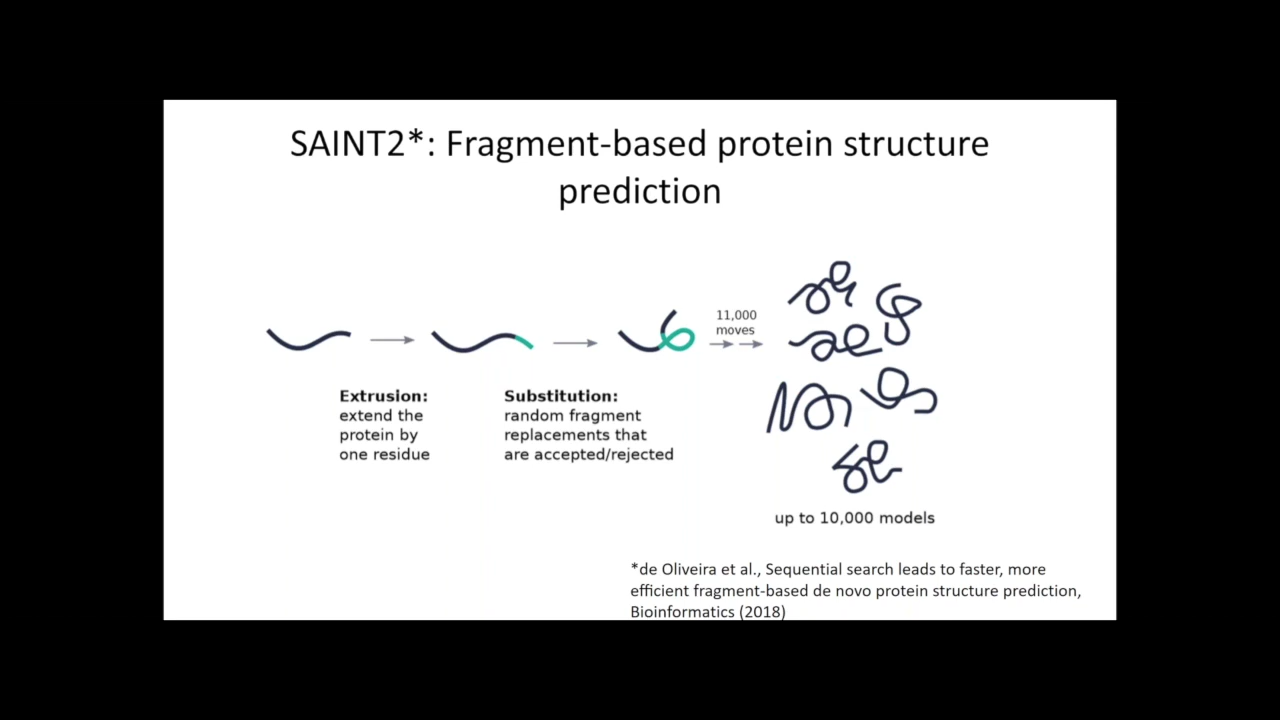 SAINT2*: Fragment-based protein structure
prediction
11,000
moves
Extrusion:
extend the
protein by
one residue
Substitution:
random fragment
replacements that
are accepted/rejected
up to 10,000 models
*de Oliveira et al., Sequential search leads to faster, more
efficient fragment-based de novo protein structure prediction,
Bioinformatics (2018)